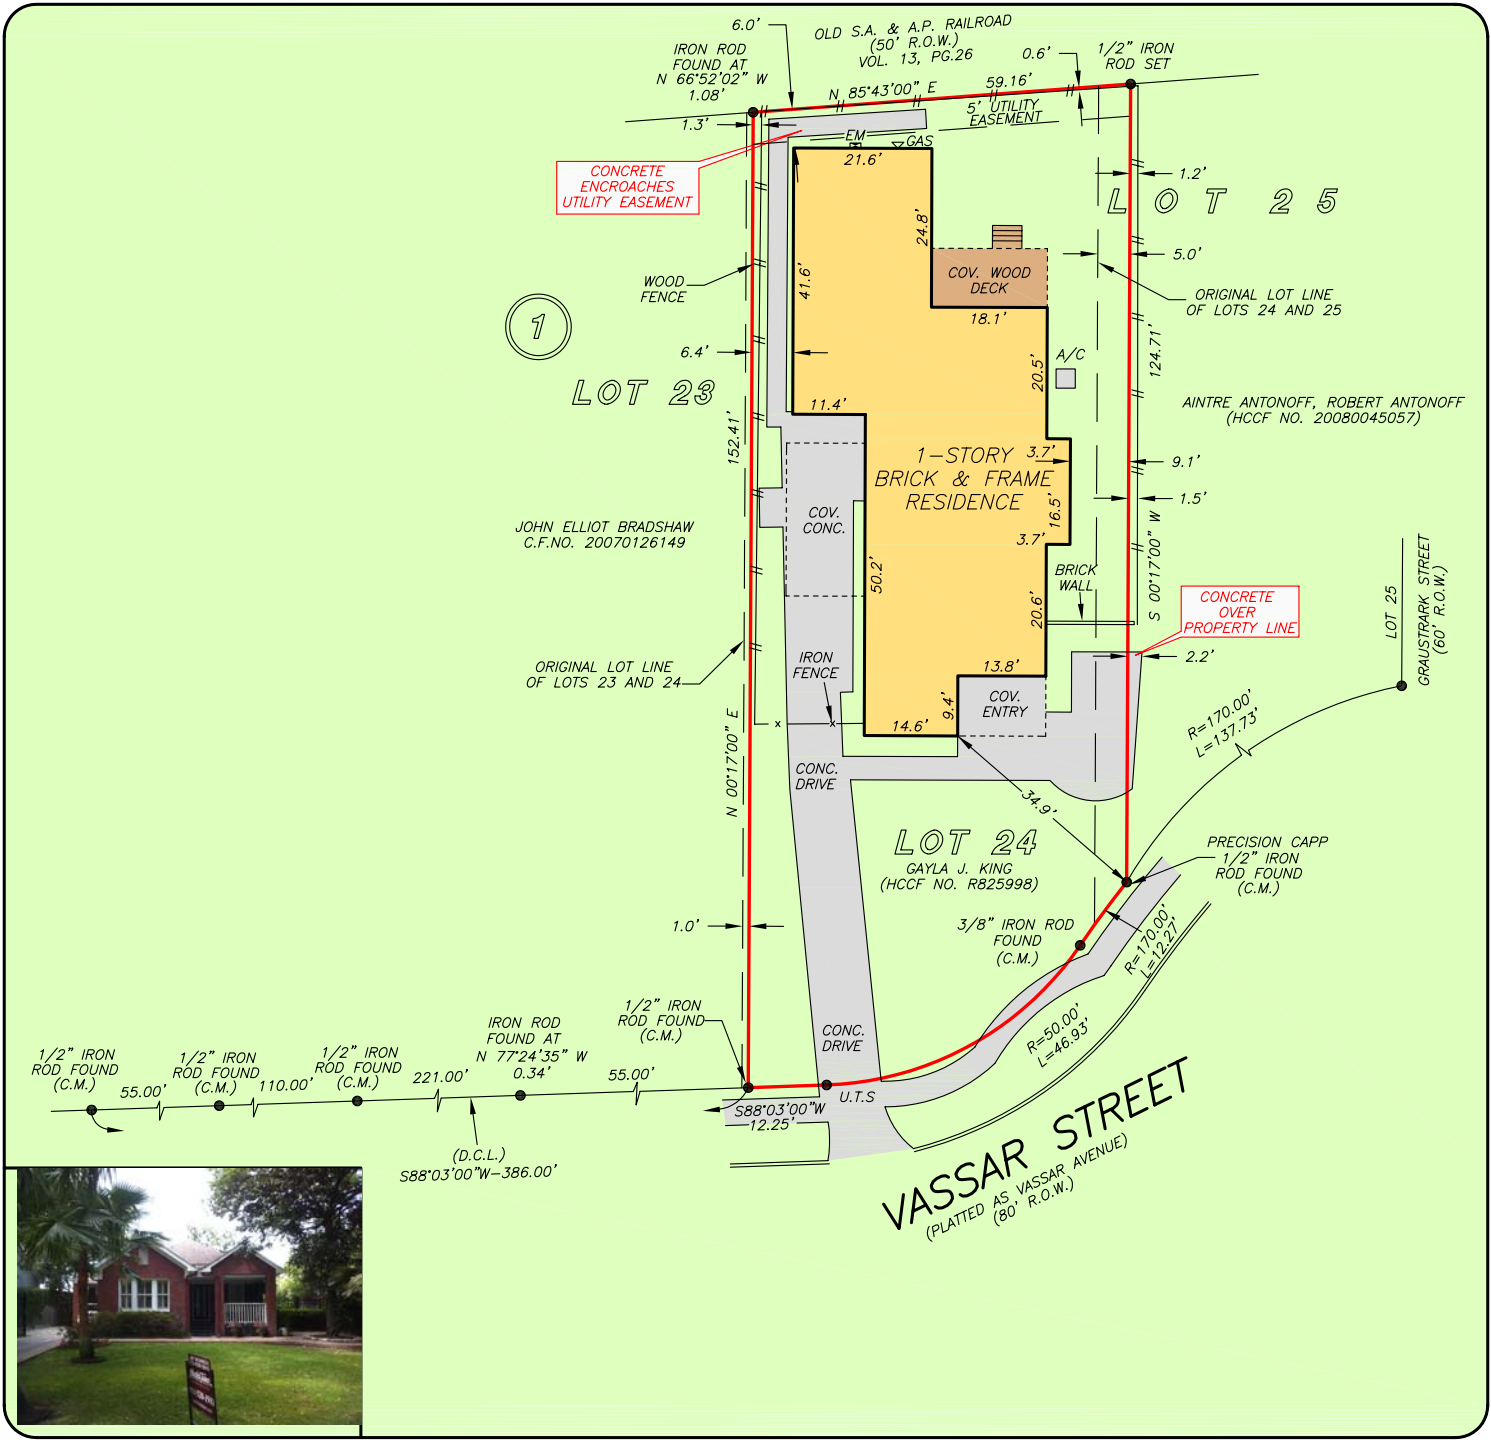 6.0'
OLD S.A. & A.P. RAILROAD
(50' R.O.W.)
VOL. 13, PG.26
IRON ROD
FOUND AT
N 66°52'02" W
1.08'
0.6'
1/2" IRON
ROD SET
N 85°43'00" E
59.16'
5' UTILITY
EASEMENT
1.3'
EM
GAS
21.6'
CONCRETE
ENCROACHES
UTILITY EASEMENT
1.2'
LOT 25
24.8'
5.0'
WOOD
FENCE
41.6'
COV. WOOD
DECK
ORIGINAL LOT LINE
OF LOTS 24 AND 25
18.1'
1
6.4'
20.5'
A/C
124.71'
LOT 23
11.4'
AINTRE ANTONOFF, ROBERT ANTONOFF
(HCCF NO. 20080045057)
152.41'
1-STORY
BRICK & FRAME
RESIDENCE
3.7'
9.1'
1.5'
COV.
CONC.
16.5'
JOHN ELLIOT BRADSHAW
C.F.NO. 20070126149
3.7'
S 00°17'00" W
50.2'
BRICK
WALL
20.6'
CONCRETE
OVER
PROPERTY LINE
LOT 25
GRAUSTRARK STREET
(60' R.O.W.)
IRON
FENCE
13.8'
2.2'
ORIGINAL LOT LINE
OF LOTS 23 AND 24
COV.
ENTRY
9.4'
N 00°17'00" E
x
x
14.6'
R=170.00'
L=137.73'
CONC.
DRIVE
34.9'
LOT 24
GAYLA J. KING
(HCCF NO. R825998)
PRECISION CAPP
1/2" IRON
ROD FOUND
(C.M.)
1.0'
3/8" IRON ROD
FOUND
(C.M.)
R=170.00'
L=12.27'
1/2" IRON
ROD FOUND
(C.M.)
CONC.
DRIVE
R=50.00'
L=46.93'
1/2" IRON
ROD FOUND
(C.M.)
55.00'
1/2" IRON
ROD FOUND
(C.M.)
110.00'
1/2" IRON
ROD FOUND
(C.M.)
221.00'
IRON ROD
FOUND AT
N 77°24'35" W
0.34'
55.00'
U.T.S
S88°03'00"W
12.25'
(D.C.L.)
S88°03'00"W-386.00'
VASSAR STREET
(PLATTED AS VASSAR AVENUE)
(80' R.O.W.)